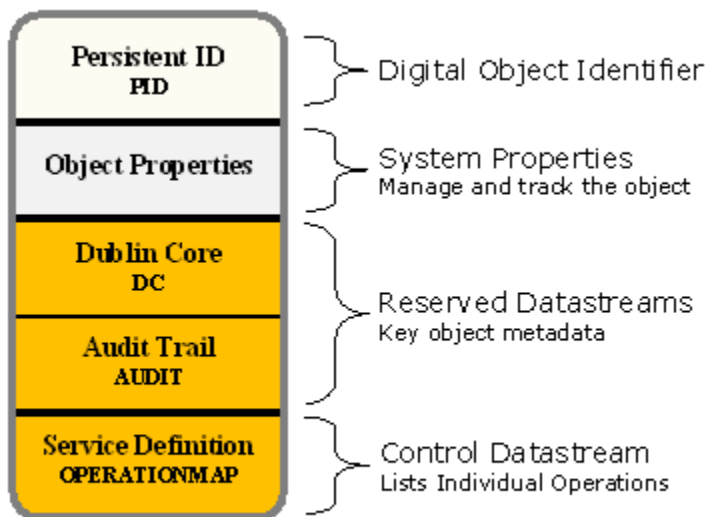 Persistent ID
PID
Digital Object Identifier
Object Properties
System Properties
Manage and track the object
Dublin Core
DC
Audit Trail
AUDIT
Reserved Datastreams
Key object metadata
Service Definition
OPERATIONMAP
Control Datastream
Lists Individual Operations